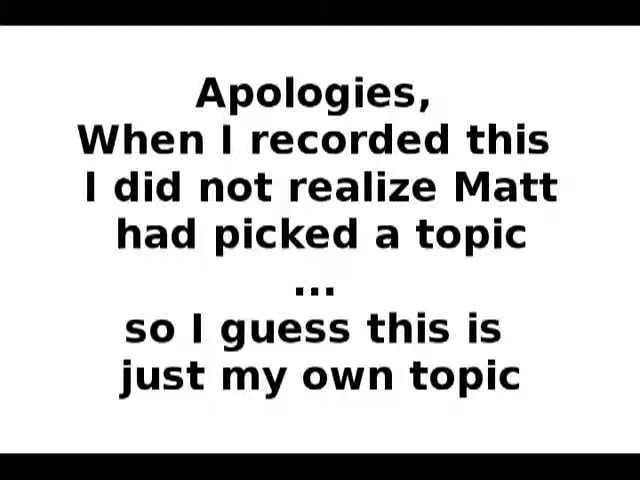 Apologies,
When I recorded this
I did not realize Matt
had picked a topic
...
so I guess this is
just my own topic